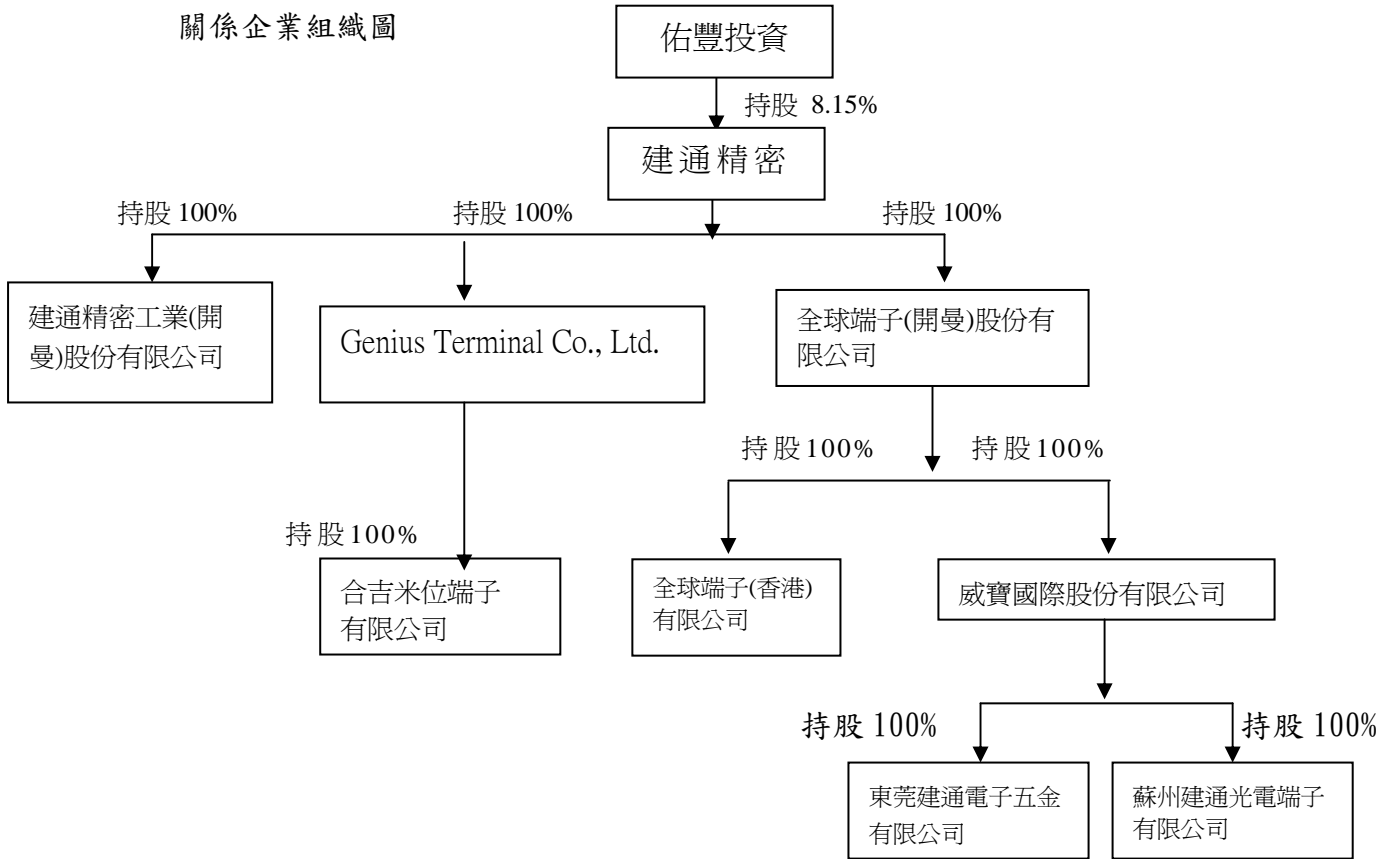 關係企業組織圖
佑豐投資
持股 8.15%
建通精密
持股 100%
持股 100%
持股 100%
建通精密工業(開
曼)股份有限公司
Genius Terminal Co., Ltd.
全球端子(開曼)股份有
限公司
持股100%
持股100%
持股100%
合吉米位端子
有限公司
全球端子(香港)
有限公司
威寶國際股份有限公司
持股 100%
持股 100%
東莞建通電子五金
有限公司
蘇州建通光電端子
有限公司